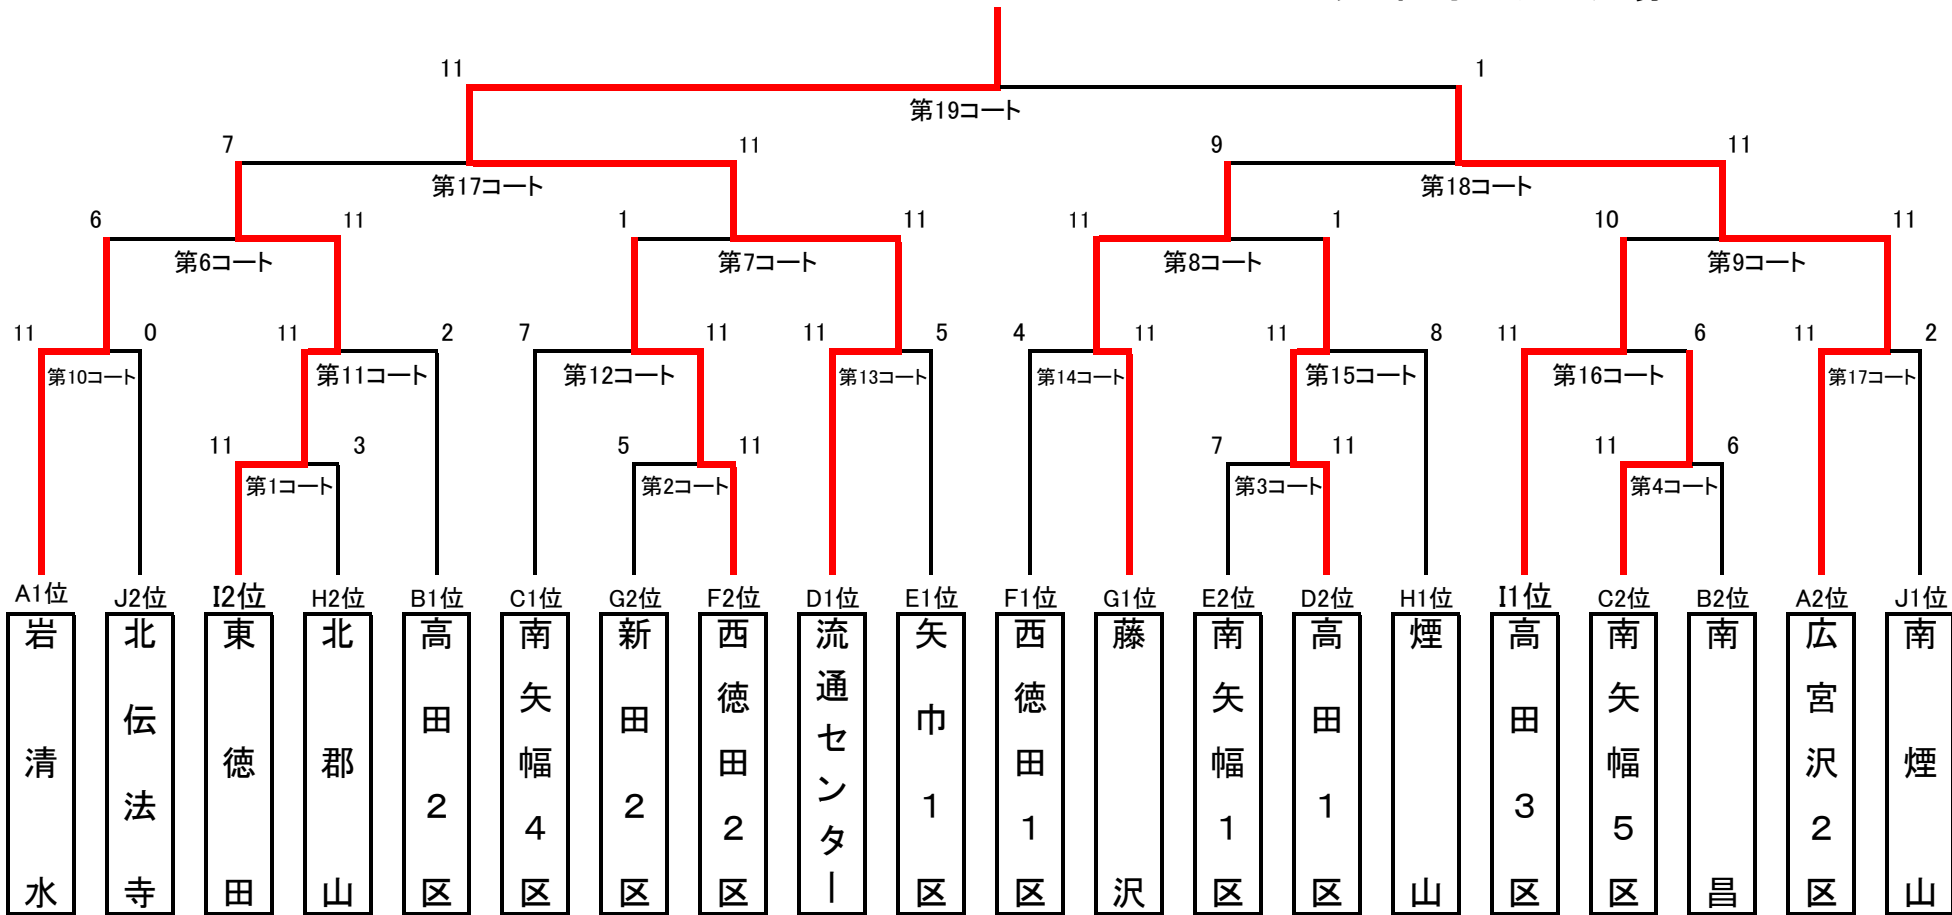 11 1
第19コート
7 11 9 11
第17コート 第18コート
6 11 1 11 11 1 10 11
第6コート 第7コート 第8コート 第9コート
11 0 11 2 7 11 11 5 4 11 11 8 11 6 11 2
第10コート 第11コート 第12コート 第13コート 第14コート 第15コート 第16コート 第17コート
11 3 5 11 7 11 11 6
第1コート 第2コート 第3コート 第4コート
A1位 J2位 I2位 H2位 B1位 C1位 G2位 F2位 D1位 E1位 F1位 G1位 E2位 D2位 H1位 I1位 C2位 B2位 A2位 J1位
岩清水
北伝法寺
東徳田
北郡山
高田2区
南矢幅4区
新田2区
西徳田2区
流通センター
矢巾1区
西徳田1区
藤沢
南矢幅1区
高田1区
煙山
高田3区
南矢幅5区
南昌
広宮沢2区
南煙山